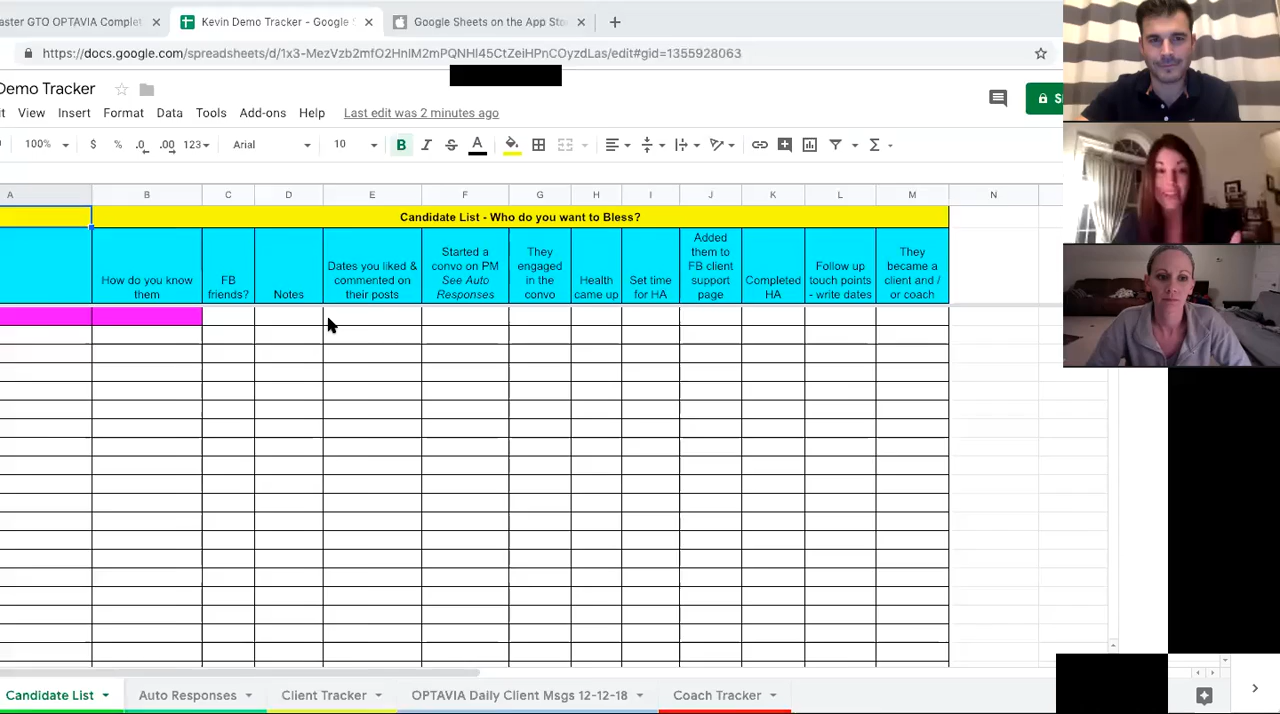 aster GTO OPTAVIA Complet
Kevin Demo Tracker - Google S
Google Sheets on the App Sto
https://docs.google.com/spreadsheets/d/1x3-MezVzb2mfO2HnlM2mPQNHl45CtZeiHPnCOyzdLas/edit#gid=1355928063
Demo Tracker
View Insert Format Data Tools Add-ons Help Last edit was 2 minutes ago
100% $ % .0 .00 123 Arial 10 B I S A
A B C D E F G H I J K L M N
Candidate List - Who do you want to Bless?
How do you know them
FB friends?
Notes
Dates you liked & commented on their posts
Started a convo on PM See Auto Responses
They engaged in the convo
Health came up
Set time for HA
Added them to FB client support page
Completed HA
Follow up touch points - write dates
They became a client and / or coach
Candidate List Auto Responses Client Tracker OPTAVIA Daily Client Msgs 12-12-18 Coach Tracker